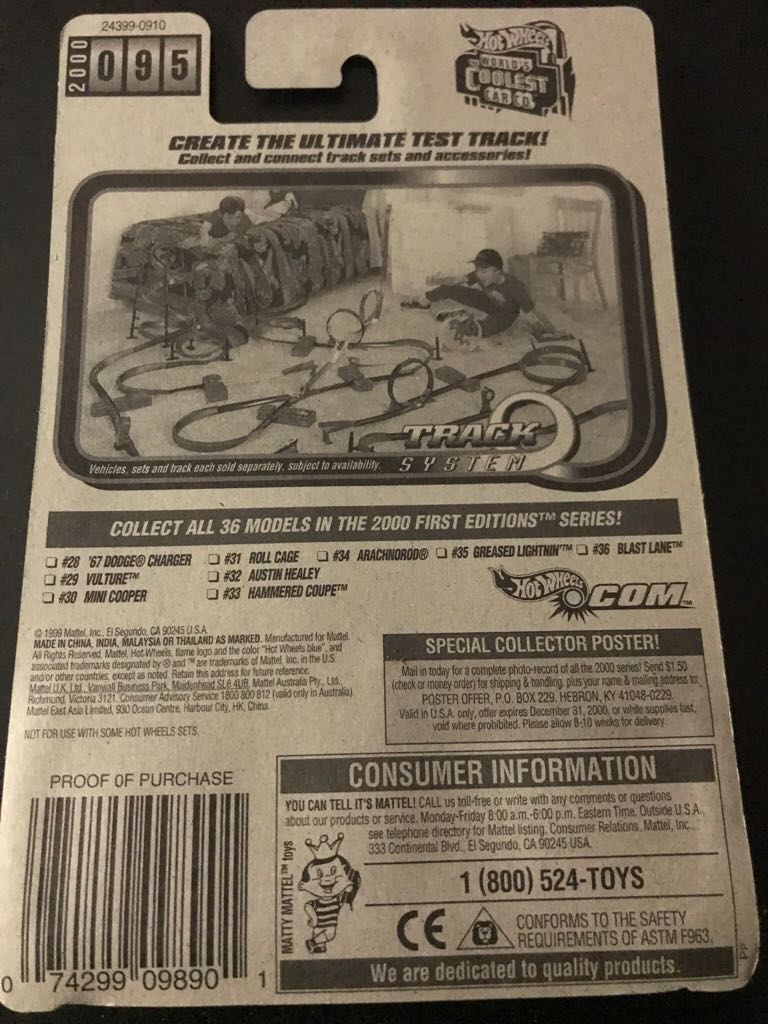 24399-0910
2000
095
HOT WHEELS
WORLD'S
COOLEST
CAR CO.
CREATE THE ULTIMATE TEST TRACK!
Collect and connect track sets and accessories!
TRACK
SYSTEM
Vehicles, sets and track each sold separately, subject to availability.
COLLECT ALL 36 MODELS IN THE 2000 FIRST EDITIONS™ SERIES!
☐ #28 '67 DODGE® CHARGER ☐ #31 ROLL CAGE ☐ #34 ARACHNOROD® ☐ #35 GREASED LIGHTNIN'™ ☐ #36 BLAST LANE™
☐ #29 VULTURE™ ☐ #32 AUSTIN HEALEY
☐ #30 MINI COOPER ☐ #33 HAMMERED COUPE™
Hot Wheels .COM™
© 1999 Mattel, Inc., El Segundo, CA 90245 U.S.A.
MADE IN CHINA, INDIA, MALAYSIA OR THAILAND AS MARKED. Manufactured for Mattel.
All Rights Reserved. Mattel, Hot Wheels, flame logo and the color "Hot Wheels blue", and
associated trademarks designated by ® and ™ are trademarks of Mattel, Inc. in the U.S.
and/or other countries, except as noted. Retain this address for future reference:
Mattel U.K. Ltd., Vanwall Business Park, Maidenhead SL6 4UB. Mattel Australia Pty., Ltd.,
Richmond, Victoria 3121. Consumer Advisory Service 1800 800 812 (valid only in Australia).
Mattel East Asia Limited, 930 Ocean Centre, Harbour City, HK, China.
NOT FOR USE WITH SOME HOT WHEELS SETS.
SPECIAL COLLECTOR POSTER!
Mail in today for a complete photo-record of all the 2000 series! Send $1.50
(check or money order) for shipping & handling, plus your name & mailing address to:
POSTER OFFER, P.O. BOX 229, HEBRON, KY 41048-0229.
Valid in U.S.A. only, offer expires December 31, 2000, or while supplies last,
void where prohibited. Please allow 8-10 weeks for delivery.
PROOF OF PURCHASE
0 74299 09890 1
CONSUMER INFORMATION
YOU CAN TELL IT'S MATTEL! CALL us toll-free or write with any comments or questions
about our products or service, Monday-Friday 8:00 a.m.-6:00 p.m. Eastern Time. Outside U.S.A.,
see telephone directory for Mattel listing. Consumer Relations, Mattel, Inc.,
333 Continental Blvd., El Segundo, CA 90245 USA.
MATTY MATTEL™ toys
1 (800) 524-TOYS
CE
CONFORMS TO THE SAFETY
REQUIREMENTS OF ASTM F963.
We are dedicated to quality products.
PP